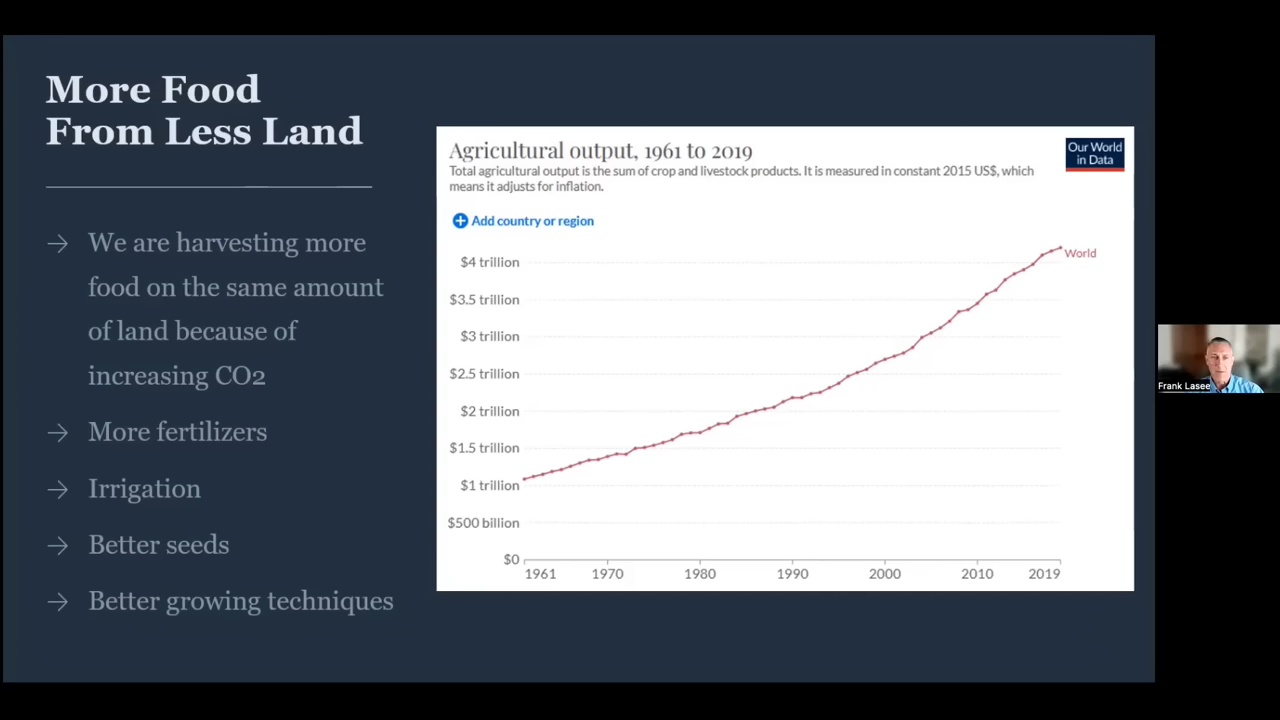 More Food
From Less Land
→ We are harvesting more
food on the same amount
of land because of
increasing CO2
→ More fertilizers
→ Irrigation
→ Better seeds
→ Better growing techniques
Agricultural output, 1961 to 2019
Total agricultural output is the sum of crop and livestock products. It is measured in constant 2015 US$, which
means it adjusts for inflation.
Our World
in Data
Add country or region
$4 trillion
$3.5 trillion
$3 trillion
$2.5 trillion
$2 trillion
$1.5 trillion
$1 trillion
$500 billion
$0
1961 1970 1980 1990 2000 2010 2019
World
Frank Lasee